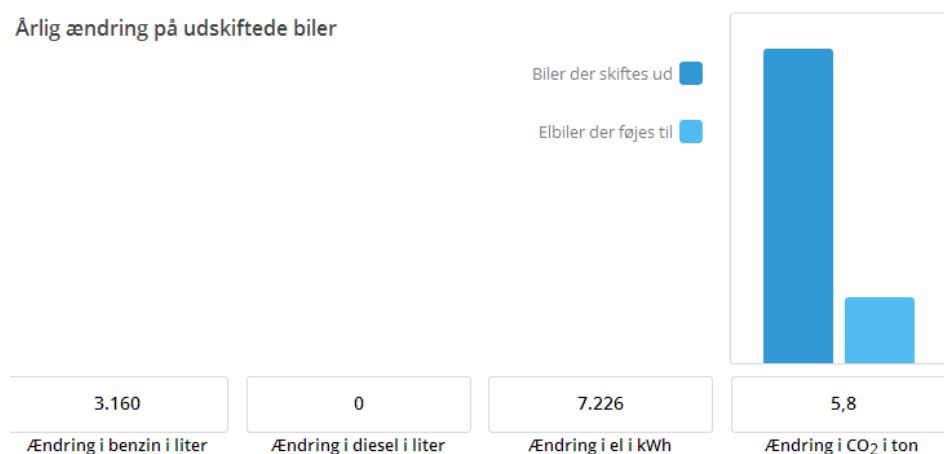 Årlig ændring på udskiftede biler
Biler der skiftes ud
Elbiler der føjes til
3.160
0
7.226
5,8
Ændring i benzin i liter
Ændring i diesel i liter
Ændring i el i kWh
Ændring i CO2 i ton